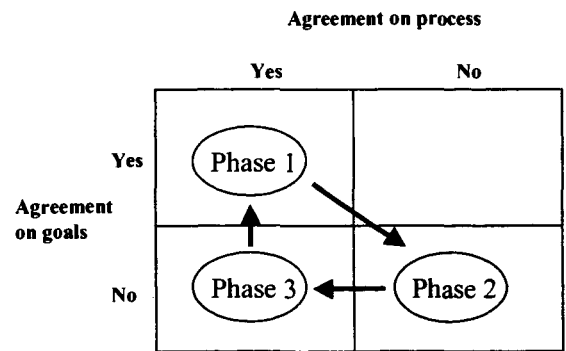 Agreement on process
Yes No
Yes
Phase 1
Agreement
on goals
No
Phase 3
Phase 2